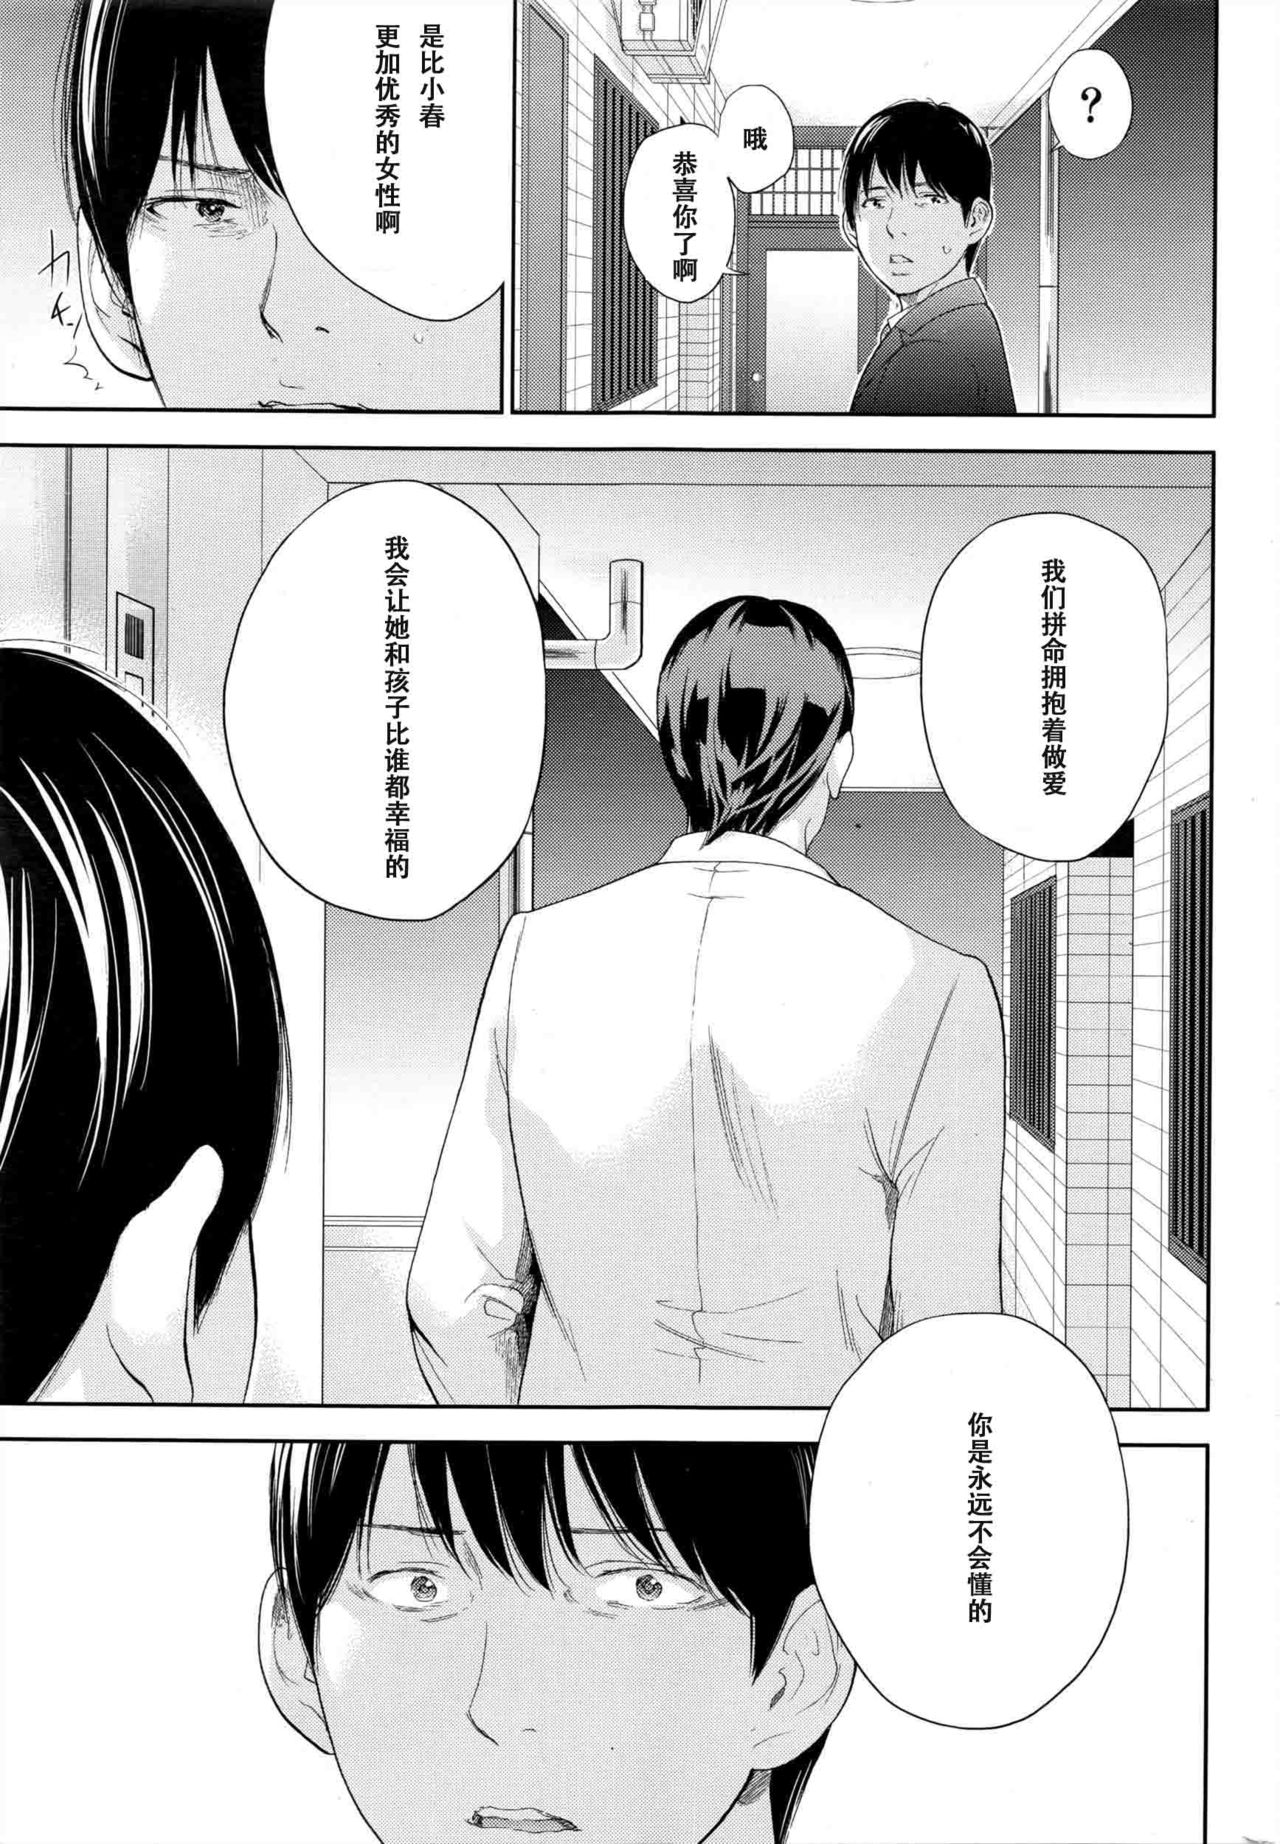 ？
哦
恭喜你了啊
是比小春
更加优秀的女性啊
カ
チ
我们拼命拥抱着做爱
我会让她和孩子比谁都幸福的
你是永远不会懂的